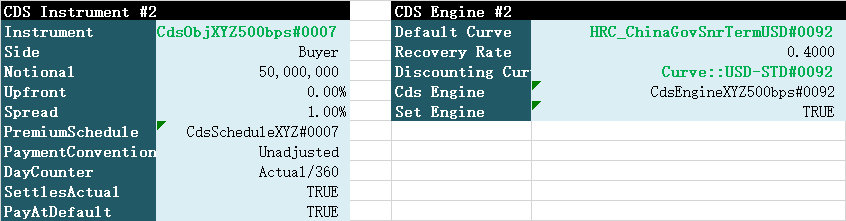 CDS Instrument #2
Instrument CdsObjXYZ500bps#0007
Side Buyer
Notional 50,000,000
Upfront 0.00%
Spread 1.00%
PremiumSchedule CdsScheduleXYZ#0007
PaymentConvention Unadjusted
DayCounter Actual/360
SettlesActual TRUE
PayAtDefault TRUE
CDS Engine #2
Default Curve HRC_ChinaGovSnrTermUSD#0092
Recovery Rate 0.4000
Discounting Cur Curve::USD-STD#0092
Cds Engine CdsEngineXYZ500bps#0092
Set Engine TRUE